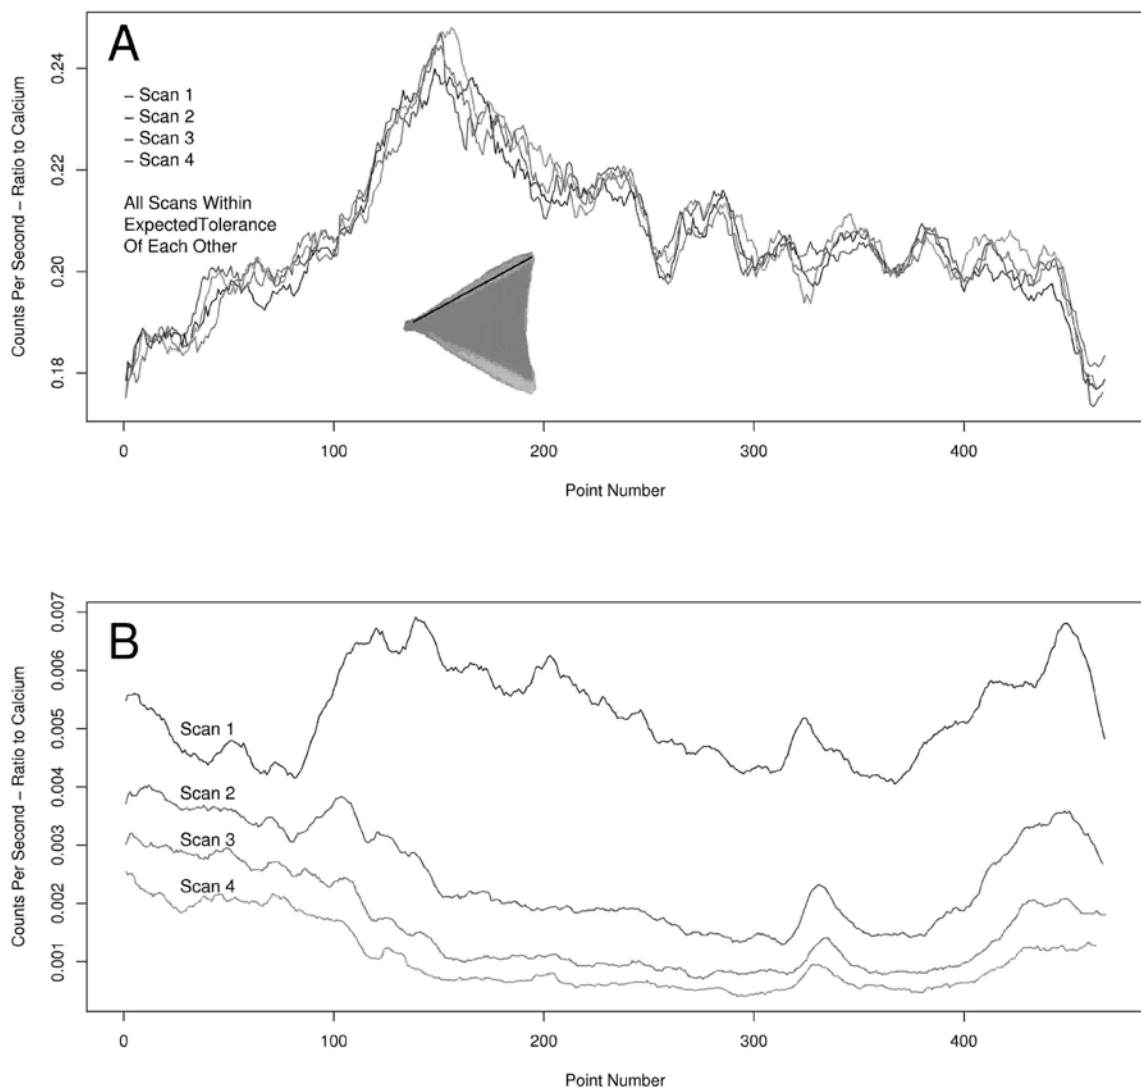 A
– Scan 1
– Scan 2
– Scan 3
– Scan 4
All Scans Within
ExpectedTolerance
Of Each Other
Counts Per Second – Ratio to Calcium
0.24
0.22
0.20
0.18
0 100 200 300 400
Point Number
B
Counts Per Second – Ratio to Calcium
0.007
0.006
0.005
0.004
0.003
0.002
0.001
Scan 1
Scan 2
Scan 3
Scan 4
0 100 200 300 400
Point Number